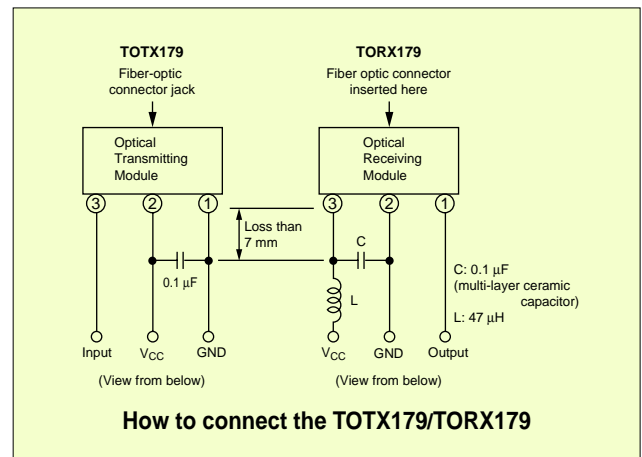 TOTX179
Fiber-optic
connector jack
Optical
Transmitting
Module
3
2
1
0.1 μF
Input
VCC
GND
(View from below)
Loss than
7 mm
TORX179
Fiber optic connector
inserted here
Optical
Receiving
Module
3
2
1
C
L
C: 0.1 μF
(multi-layer ceramic
capacitor)
L: 47 μH
VCC
GND
Output
(View from below)
How to connect the TOTX179/TORX179